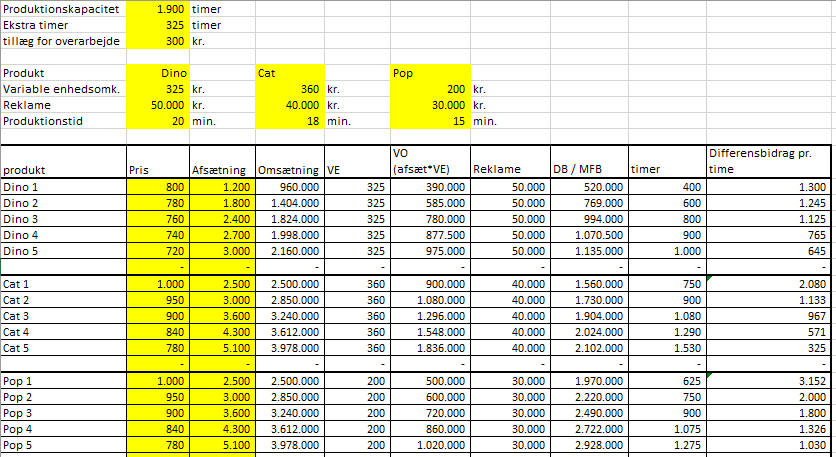 Produktionskapacitet 1.900 timer
Ekstra timer 325 timer
tillæg for overarbejde 300 kr.
Produkt Dino Cat Pop
Variable enhedsomk. 325 kr. 360 kr. 200 kr.
Reklame 50.000 kr. 40.000 kr. 30.000 kr.
Produktionstid 20 min. 18 min. 15 min.
VO Differensbidrag pr.
produkt Pris Afsætning Omsætning VE (afsæt*VE) Reklame DB / MFB timer time
Dino 1 800 1.200 960.000 325 390.000 50.000 520.000 400 1.300
Dino 2 780 1.800 1.404.000 325 585.000 50.000 769.000 600 1.245
Dino 3 760 2.400 1.824.000 325 780.000 50.000 994.000 800 1.125
Dino 4 740 2.700 1.998.000 325 877.500 50.000 1.070.500 900 765
Dino 5 720 3.000 2.160.000 325 975.000 50.000 1.135.000 1.000 645
- - - - - - - - -
Cat 1 1.000 2.500 2.500.000 360 900.000 40.000 1.560.000 750 2.080
Cat 2 950 3.000 2.850.000 360 1.080.000 40.000 1.730.000 900 1.133
Cat 3 900 3.600 3.240.000 360 1.296.000 40.000 1.904.000 1.080 967
Cat 4 840 4.300 3.612.000 360 1.548.000 40.000 2.024.000 1.290 571
Cat 5 780 5.100 3.978.000 360 1.836.000 40.000 2.102.000 1.530 325
- - - - - - - - -
Pop 1 1.000 2.500 2.500.000 200 500.000 30.000 1.970.000 625 3.152
Pop 2 950 3.000 2.850.000 200 600.000 30.000 2.220.000 750 2.000
Pop 3 900 3.600 3.240.000 200 720.000 30.000 2.490.000 900 1.800
Pop 4 840 4.300 3.612.000 200 860.000 30.000 2.722.000 1.075 1.326
Pop 5 780 5.100 3.978.000 200 1.020.000 30.000 2.928.000 1.275 1.030